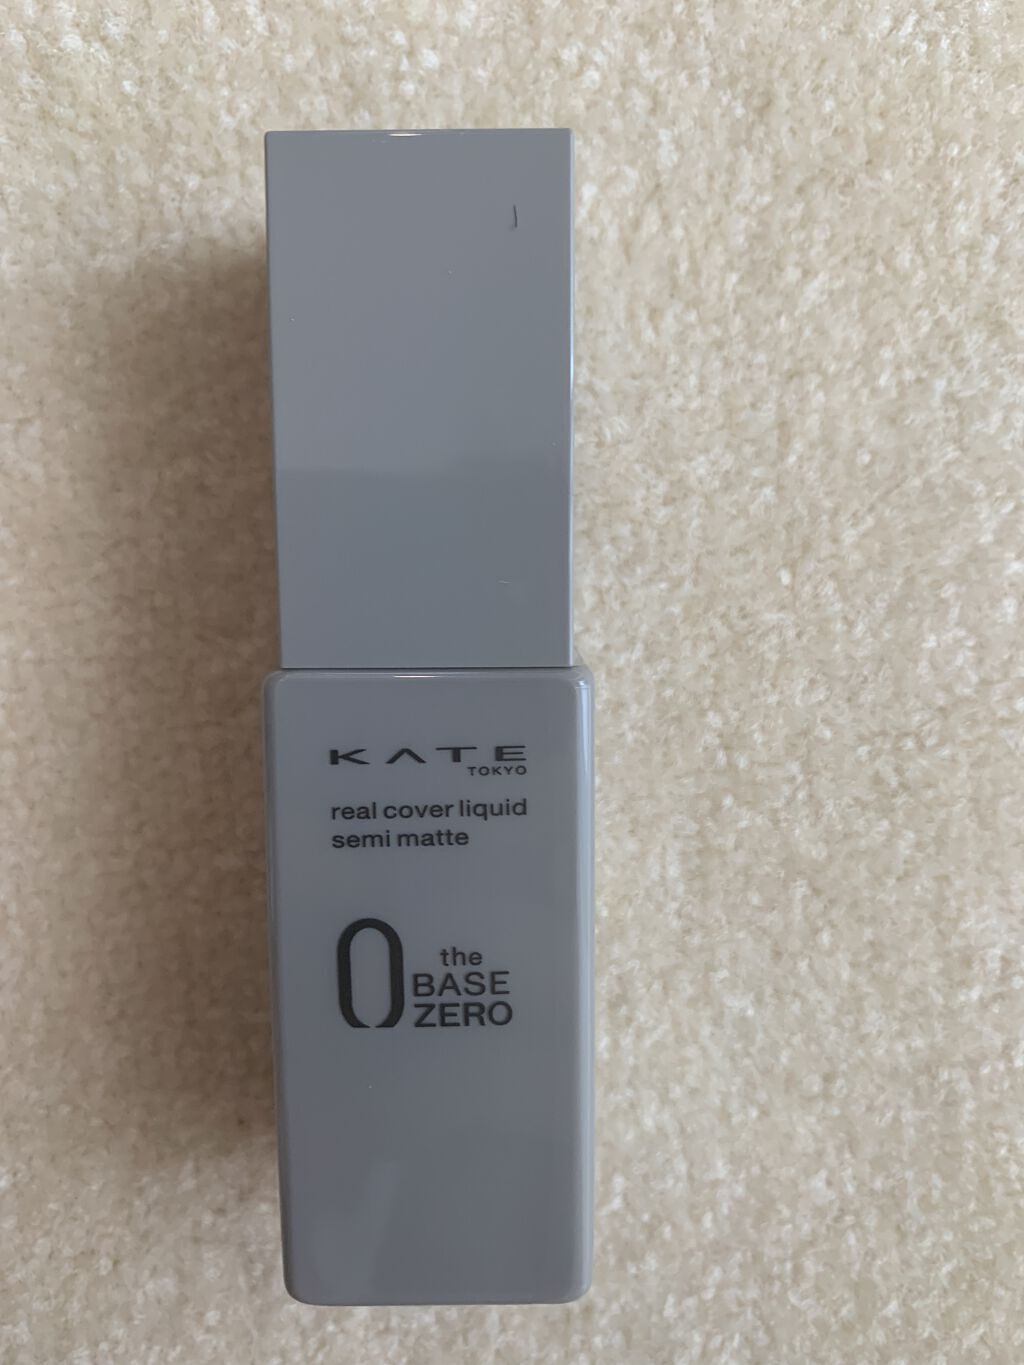 KATE
TOKYO
real cover liquid
semi matte
0 the
BASE
ZERO